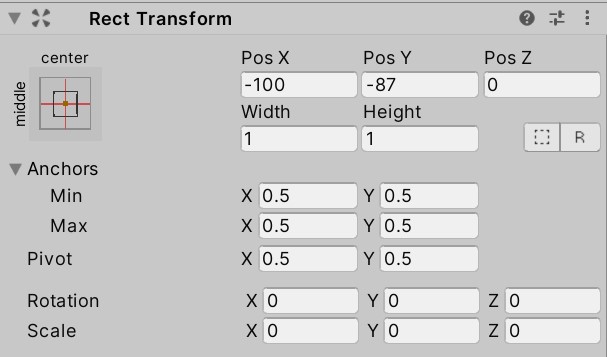 Rect Transform
center
middle
Pos X Pos Y Pos Z
-100 -87 0
Width Height
1 1 R
Anchors
Min X 0.5 Y 0.5
Max X 0.5 Y 0.5
Pivot X 0.5 Y 0.5
Rotation X 0 Y 0 Z 0
Scale X 0 Y 0 Z 0